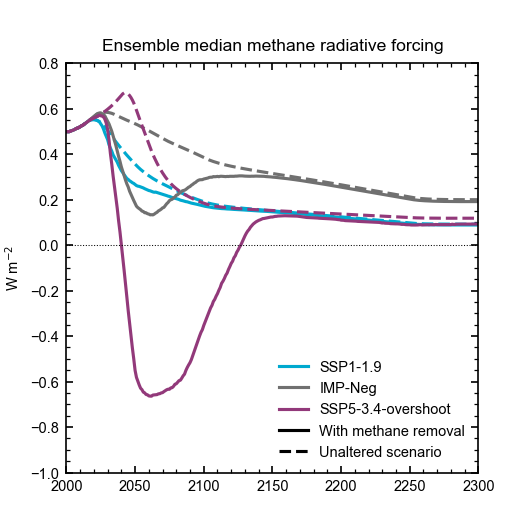 Ensemble median methane radiative forcing
0.8
0.6
0.4
0.2
0.0
−0.2
−0.4
−0.6
−0.8
−1.0
W m⁻²
SSP1-1.9
IMP-Neg
SSP5-3.4-overshoot
With methane removal
Unaltered scenario
2000 2050 2100 2150 2200 2250 2300